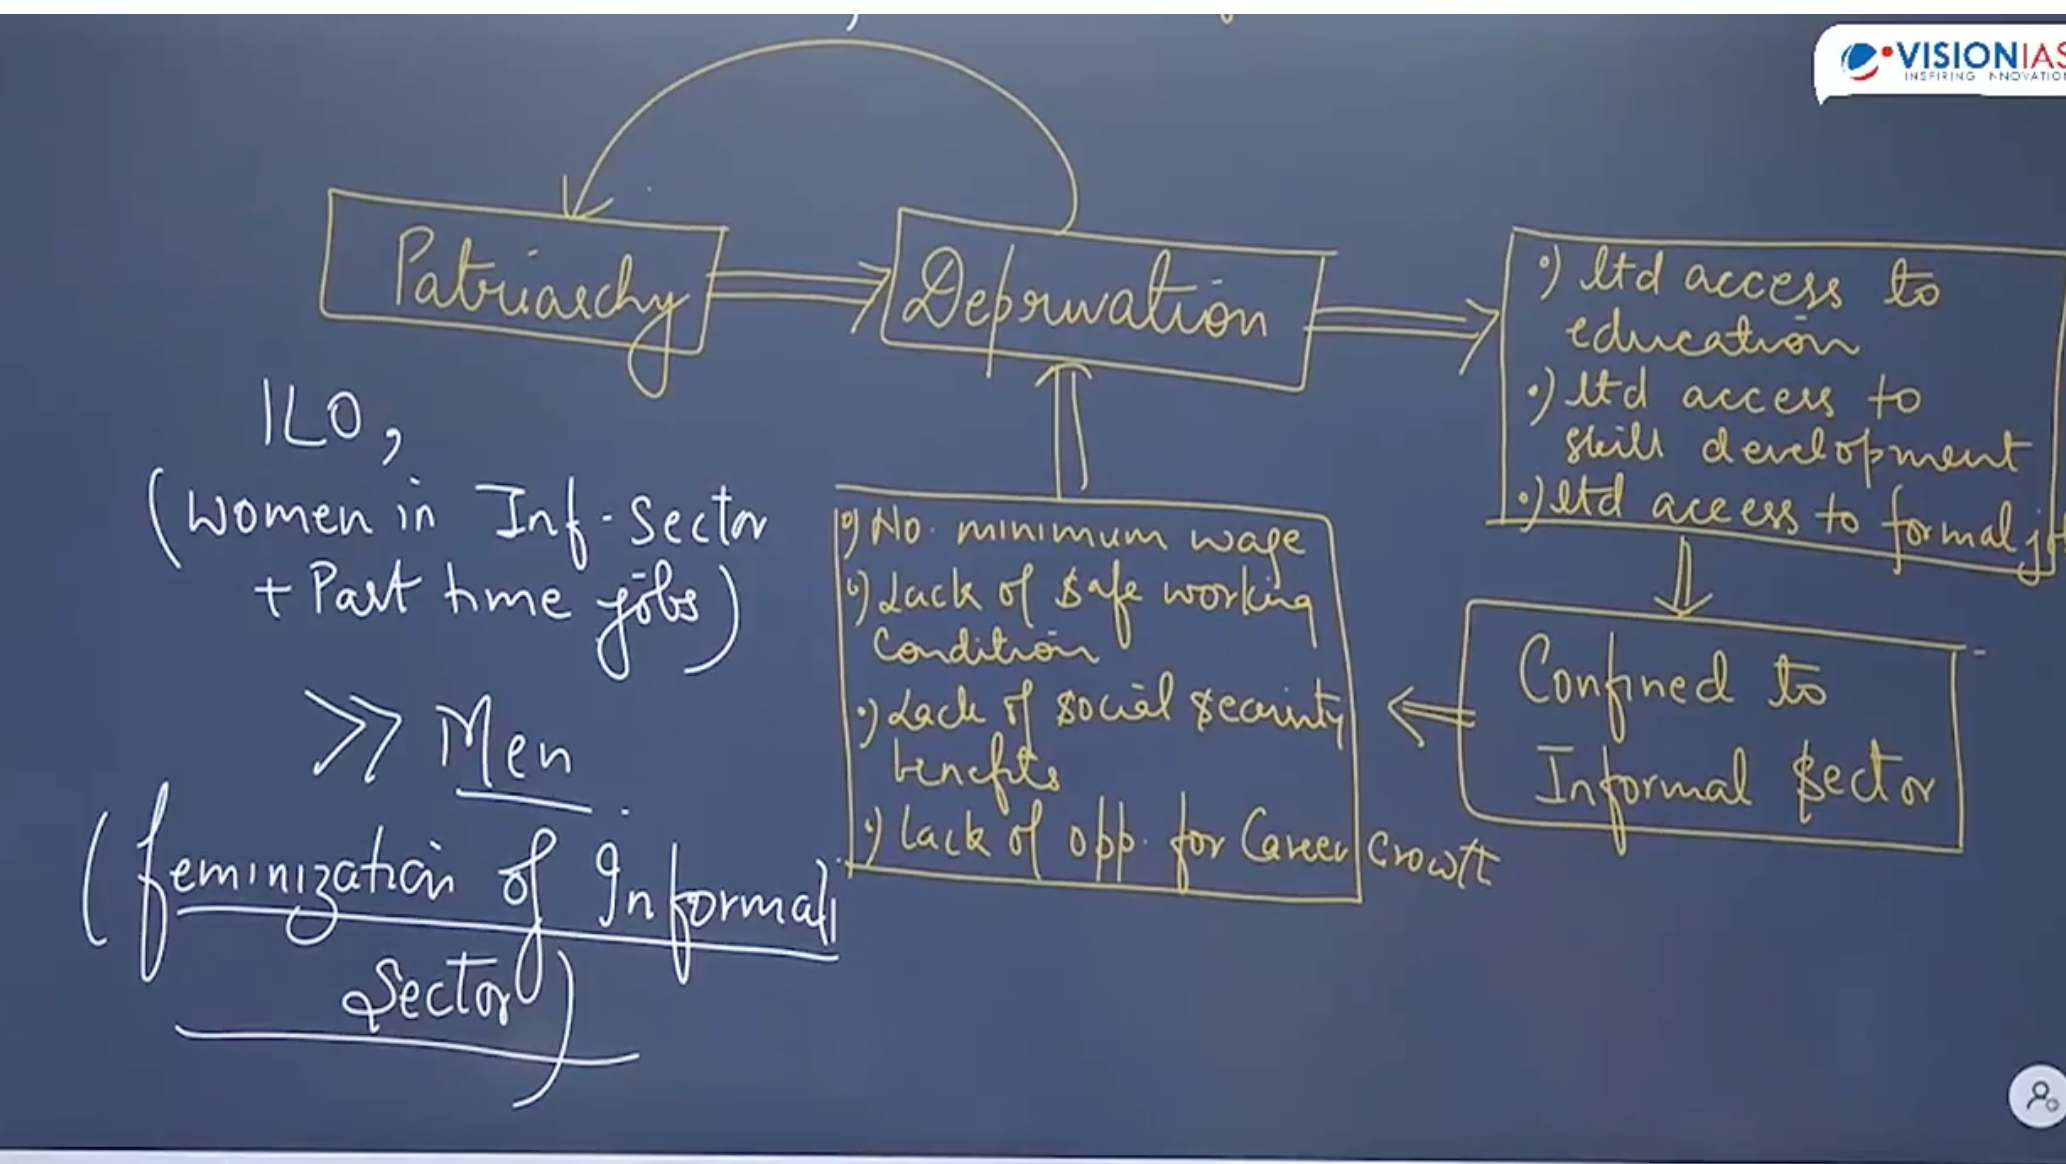 VISIONIAS
INSPIRING INNOVATION
Patriarchy
Deprivation
•) ltd access to
education
•) ltd access to
skill development
•) ltd access to formal
Confined to
Informal Sector
•) No. minimum wage
•) Lack of safe working
condition
•) Lack of social security
benefits
•) Lack of opp. for Career Growth
ILO,
(women in Inf-sector
+ Part time jobs)
>> Men
(feminization of Informal
Sector)